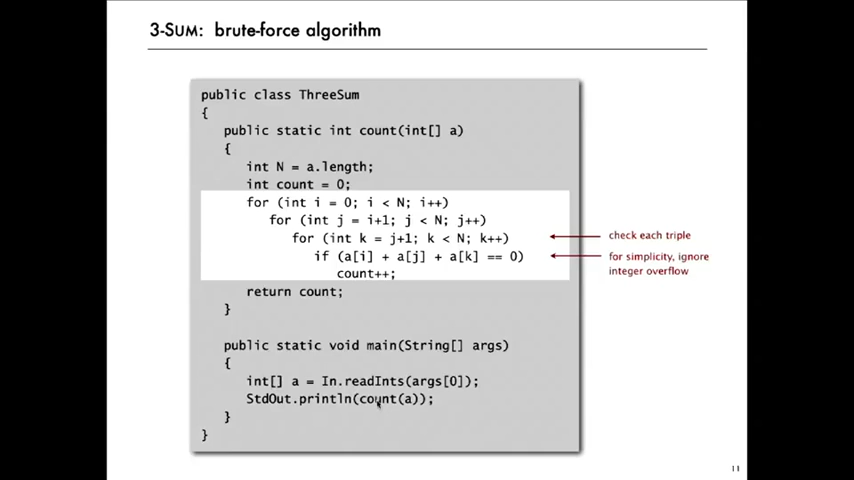 3-SUM: brute-force algorithm
public class ThreeSum
{
public static int count(int[] a)
{
int N = a.length;
int count = 0;
for (int i = 0; i < N; i++)
for (int j = i+1; j < N; j++)
for (int k = j+1; k < N; k++)
check each triple
if (a[i] + a[j] + a[k] == 0)
for simplicity, ignore
integer overflow
count++;
return count;
}
public static void main(String[] args)
{
int[] a = In.readInts(args[0]);
StdOut.println(count(a));
}
}
11